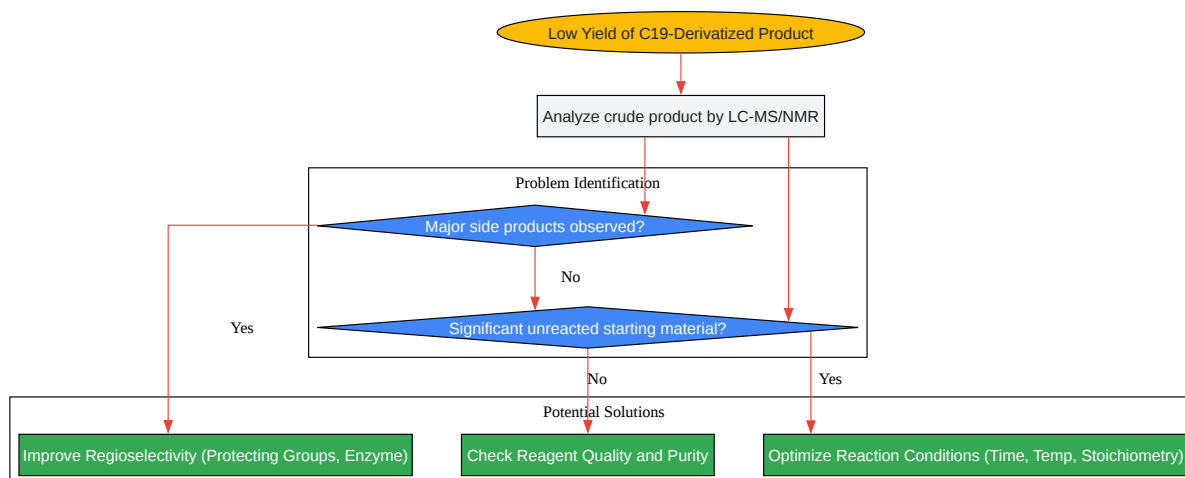 Low Yield of C19-Derivatized Product
Analyze crude product by LC-MS/NMR
Problem Identification
Major side products observed?
No
Yes
Significant unreacted starting material?
No
Yes
Potential Solutions
Improve Regioselectivity (Protecting Groups, Enzyme)
Check Reagent Quality and Purity
Optimize Reaction Conditions (Time, Temp, Stoichiometry)